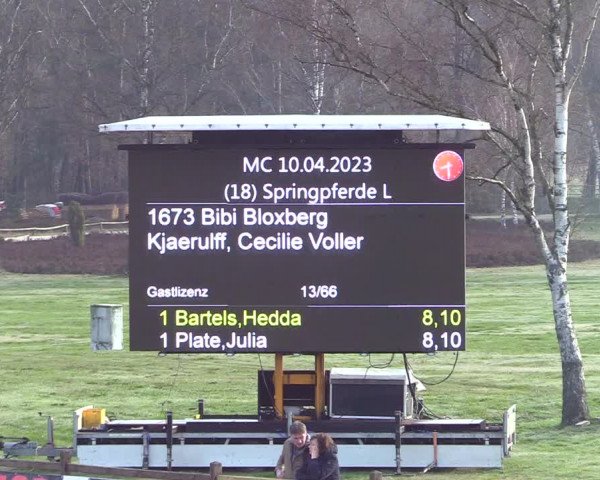 MC 10.04.2023
(18) Springpferde L
1673 Bibi Bloxberg
Kjaerulff, Cecilie Voller
Gastlizenz 13/66
1 Bartels,Hedda 8,10
1 Plate,Julia 8,10